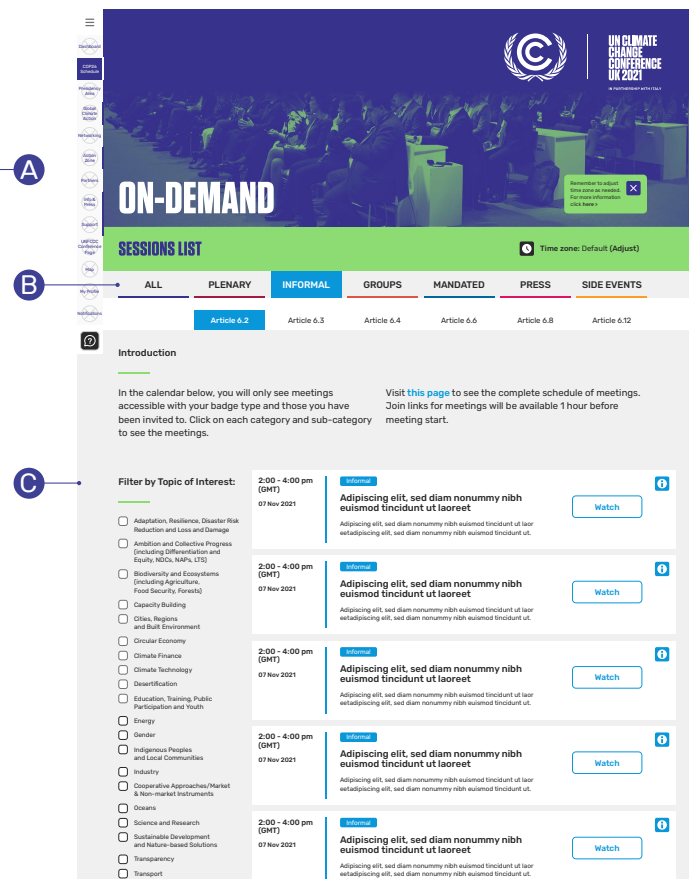 Dashboard
COP26
Schedule
Presidency
Area
Global
Climate
Action
Networking
Action
Zone
Partners
Info &
Press
Support
UNFCCC
Conference
Page
Map
My Profile
Notifications
A
B
C
UN CLIMATE
CHANGE
CONFERENCE
UK 2021
IN PARTNERSHIP WITH ITALY
ON-DEMAND
Remember to adjust
time zone as needed.
For more information
click here >
SESSIONS LIST
Time zone: Default (Adjust)
ALL PLENARY INFORMAL GROUPS MANDATED PRESS SIDE EVENTS
Article 6.2 Article 6.3 Article 6.4 Article 6.6 Article 6.8 Article 6.12
Introduction
In the calendar below, you will only see meetings
accessible with your badge type and those you have
been invited to. Click on each category and sub-category
to see the meetings.
Visit this page to see the complete schedule of meetings.
Join links for meetings will be available 1 hour before
meeting start.
Filter by Topic of Interest:
Adaptation, Resilience, Disaster Risk
Reduction and Loss and Damage
Ambition and Collective Progress
(including Differentiation and
Equity, NDCs, NAPs, LTS)
Biodiversity and Ecosystems
(including Agriculture,
Food Security, Forests)
Capacity Building
Cities, Regions
and Built Environment
Circular Economy
Climate Finance
Climate Technology
Desertification
Education, Training, Public
Participation and Youth
Energy
Gender
Indigenous Peoples
and Local Communities
Industry
Cooperative Approaches/Market
& Non-market Instruments
Oceans
Science and Research
Sustainable Development
and Nature-based Solutions
Transparency
Transport
2:00 - 4:00 pm
(GMT)
07 Nov 2021
Informal
Adipiscing elit, sed diam nonummy nibh
euismod tincidunt ut laoreet
Adipiscing elit, sed diam nonummy nibh euismod tincidunt ut laor
eetadipiscing elit, sed diam nonummy nibh euismod tincidunt ut.
Watch
2:00 - 4:00 pm
(GMT)
07 Nov 2021
Informal
Adipiscing elit, sed diam nonummy nibh
euismod tincidunt ut laoreet
Adipiscing elit, sed diam nonummy nibh euismod tincidunt ut laor
eetadipiscing elit, sed diam nonummy nibh euismod tincidunt ut.
Watch
2:00 - 4:00 pm
(GMT)
07 Nov 2021
Informal
Adipiscing elit, sed diam nonummy nibh
euismod tincidunt ut laoreet
Adipiscing elit, sed diam nonummy nibh euismod tincidunt ut laor
eetadipiscing elit, sed diam nonummy nibh euismod tincidunt ut.
Watch
2:00 - 4:00 pm
(GMT)
07 Nov 2021
Informal
Adipiscing elit, sed diam nonummy nibh
euismod tincidunt ut laoreet
Adipiscing elit, sed diam nonummy nibh euismod tincidunt ut laor
eetadipiscing elit, sed diam nonummy nibh euismod tincidunt ut.
Watch
2:00 - 4:00 pm
(GMT)
07 Nov 2021
Informal
Adipiscing elit, sed diam nonummy nibh
euismod tincidunt ut laoreet
Adipiscing elit, sed diam nonummy nibh euismod tincidunt ut laor
eetadipiscing elit, sed diam nonummy nibh euismod tincidunt ut.
Watch